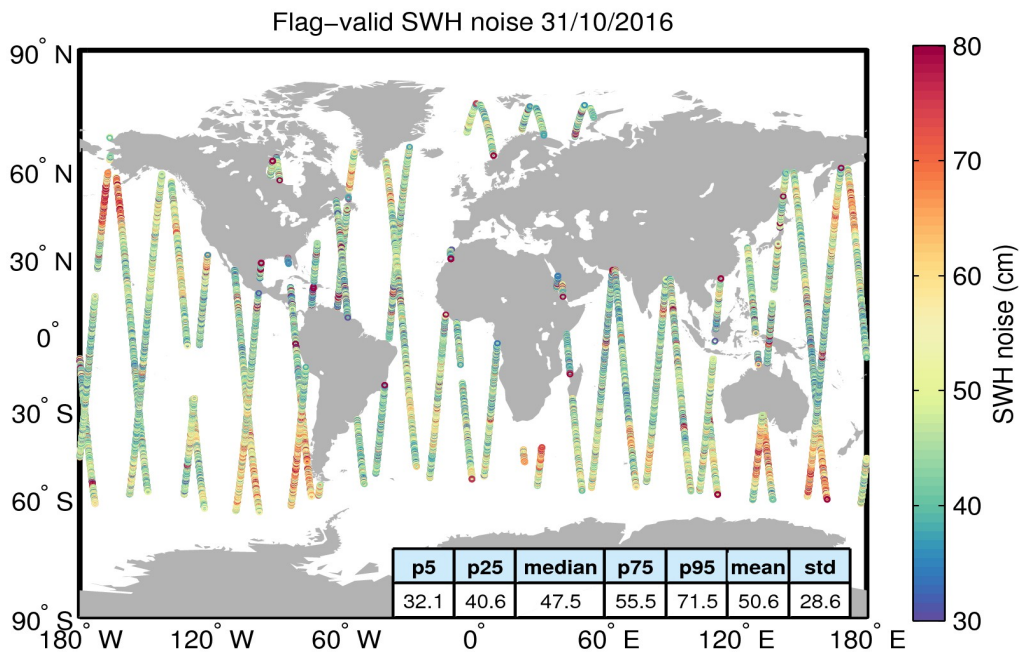 Flag−valid SWH noise 31/10/2016
90° N
60° N
30° N
0°
30° S
60° S
90° S
180° W
120° W
60° W
0°
60° E
120° E
180° E
p5 p25 median p75 p95 mean std
32.1 40.6 47.5 55.5 71.5 50.6 28.6
80
70
60
50
40
30
SWH noise (cm)